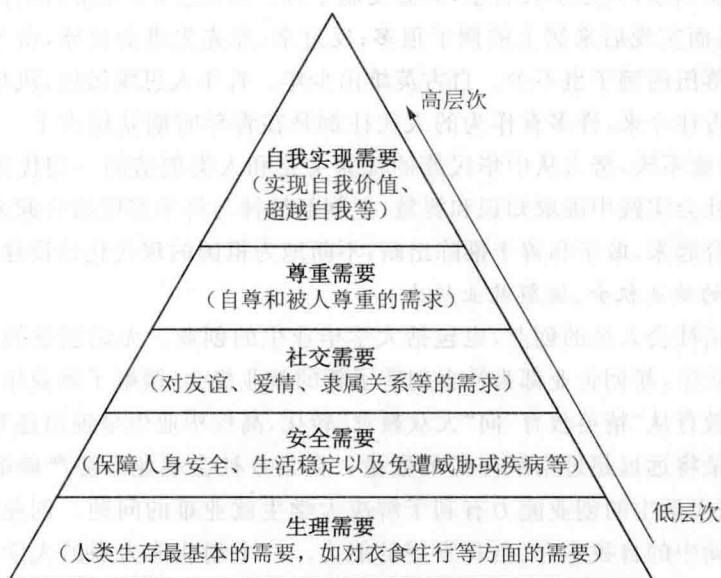 高层次
自我实现需要
（实现自我价值、
超越自我等）
尊重需要
（自尊和被人尊重的需求）
社交需要
（对友谊、爱情、隶属关系等的需求）
安全需要
（保障人身安全、生活稳定以及免遭威胁或疾病等）
低层次
生理需要
（人类生存最基本的需要，如对衣食住行等方面的需要）